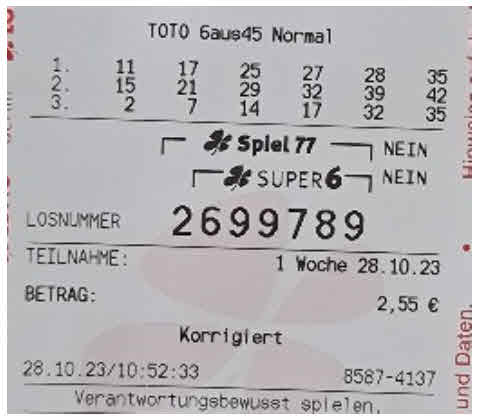 TOTO 6aus45 Normal
1. 11 17 25 27 28 35
2. 15 21 29 32 39 42
3. 2 7 14 17 32 35
Spiel 77 NEIN
SUPER 6 NEIN
LOSNUMMER 2699789
TEILNAHME: 1 Woche 28.10.23
BETRAG: 2,55 €
Korrigiert
28.10.23/10:52:33 8587-4137
Verantwortungsbewusst spielen,
und Daten.